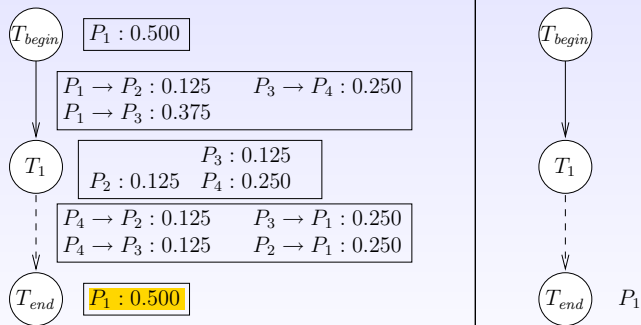 T_begin P_1 : 0.500
P_1 → P_2 : 0.125 P_3 → P_4 : 0.250
P_1 → P_3 : 0.375
P_3 : 0.125
T_1
P_2 : 0.125 P_4 : 0.250
P_4 → P_2 : 0.125 P_3 → P_1 : 0.250
P_4 → P_3 : 0.125 P_2 → P_1 : 0.250
T_end P_1 : 0.500
T_begin
T_1
T_end P_1